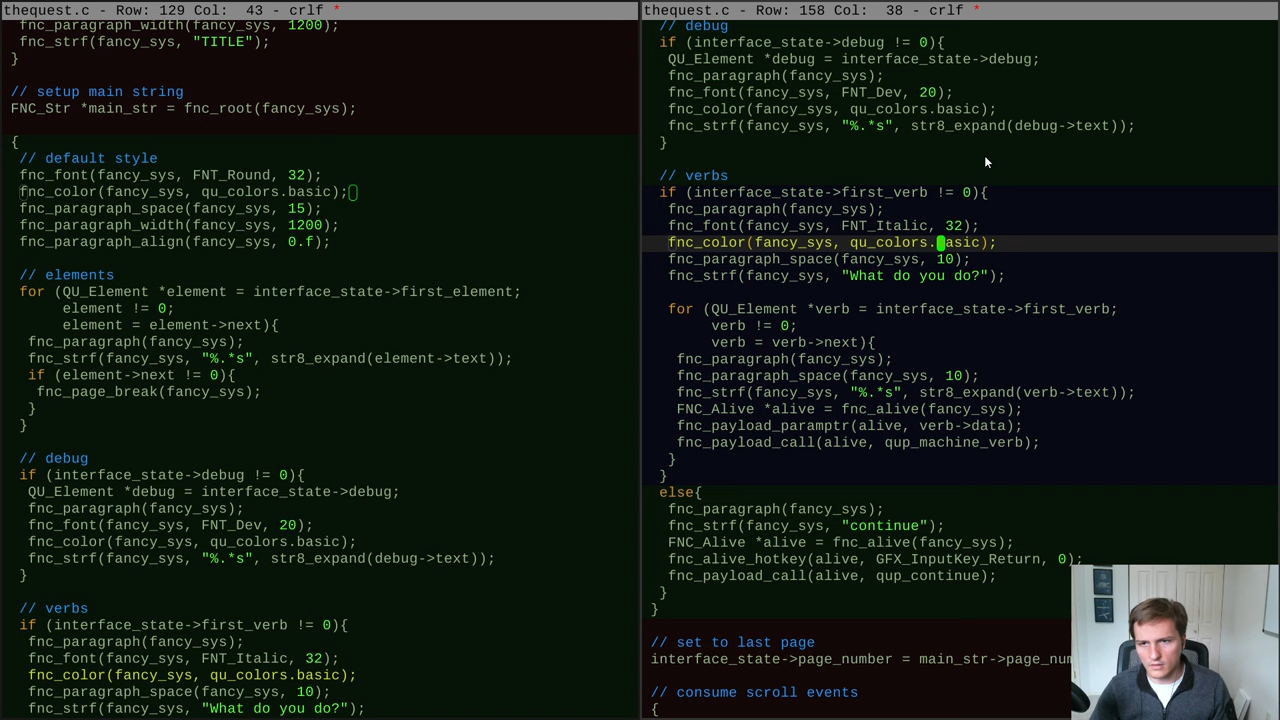 thequest.c - Row: 129 Col:  43 - crlf *
fnc_paragraph_width(fancy_sys, 1200);
fnc_strf(fancy_sys, "TITLE");
}
// setup main string
FNC_Str *main_str = fnc_root(fancy_sys);
{
// default style
fnc_font(fancy_sys, FNT_Round, 32);
fnc_color(fancy_sys, qu_colors.basic);
fnc_paragraph_space(fancy_sys, 15);
fnc_paragraph_width(fancy_sys, 1200);
fnc_paragraph_align(fancy_sys, 0.f);
// elements
for (QU_Element *element = interface_state->first_element;
element != 0;
element = element->next){
fnc_paragraph(fancy_sys);
fnc_strf(fancy_sys, "%.*s", str8_expand(element->text));
if (element->next != 0){
fnc_page_break(fancy_sys);
}
}
// debug
if (interface_state->debug != 0){
QU_Element *debug = interface_state->debug;
fnc_paragraph(fancy_sys);
fnc_font(fancy_sys, FNT_Dev, 20);
fnc_color(fancy_sys, qu_colors.basic);
fnc_strf(fancy_sys, "%.*s", str8_expand(debug->text));
}
// verbs
if (interface_state->first_verb != 0){
fnc_paragraph(fancy_sys);
fnc_font(fancy_sys, FNT_Italic, 32);
fnc_color(fancy_sys, qu_colors.basic);
fnc_paragraph_space(fancy_sys, 10);
fnc_strf(fancy_sys, "What do you do?");
thequest.c - Row: 158 Col:  38 - crlf *
// debug
if (interface_state->debug != 0){
QU_Element *debug = interface_state->debug;
fnc_paragraph(fancy_sys);
fnc_font(fancy_sys, FNT_Dev, 20);
fnc_color(fancy_sys, qu_colors.basic);
fnc_strf(fancy_sys, "%.*s", str8_expand(debug->text));
}
// verbs
if (interface_state->first_verb != 0){
fnc_paragraph(fancy_sys);
fnc_font(fancy_sys, FNT_Italic, 32);
fnc_color(fancy_sys, qu_colors.basic);
fnc_paragraph_space(fancy_sys, 10);
fnc_strf(fancy_sys, "What do you do?");
for (QU_Element *verb = interface_state->first_verb;
verb != 0;
verb = verb->next){
fnc_paragraph(fancy_sys);
fnc_paragraph_space(fancy_sys, 10);
fnc_strf(fancy_sys, "%.*s", str8_expand(verb->text));
FNC_Alive *alive = fnc_alive(fancy_sys);
fnc_payload_paramptr(alive, verb->data);
fnc_payload_call(alive, qup_machine_verb);
}
}
else{
fnc_paragraph(fancy_sys);
fnc_strf(fancy_sys, "continue");
FNC_Alive *alive = fnc_alive(fancy_sys);
fnc_alive_hotkey(alive, GFX_InputKey_Return, 0);
fnc_payload_call(alive, qup_continue);
}
}
// set to last page
interface_state->page_number = main_str->page_num
// consume scroll events
{